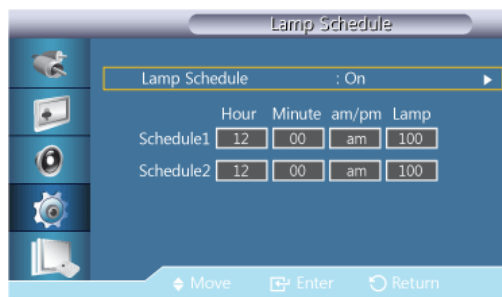 Lamp Schedule
Lamp Schedule : On
Hour Minute am/pm Lamp
Schedule1 12 00 am 100
Schedule2 12 00 am 100
Move Enter Return